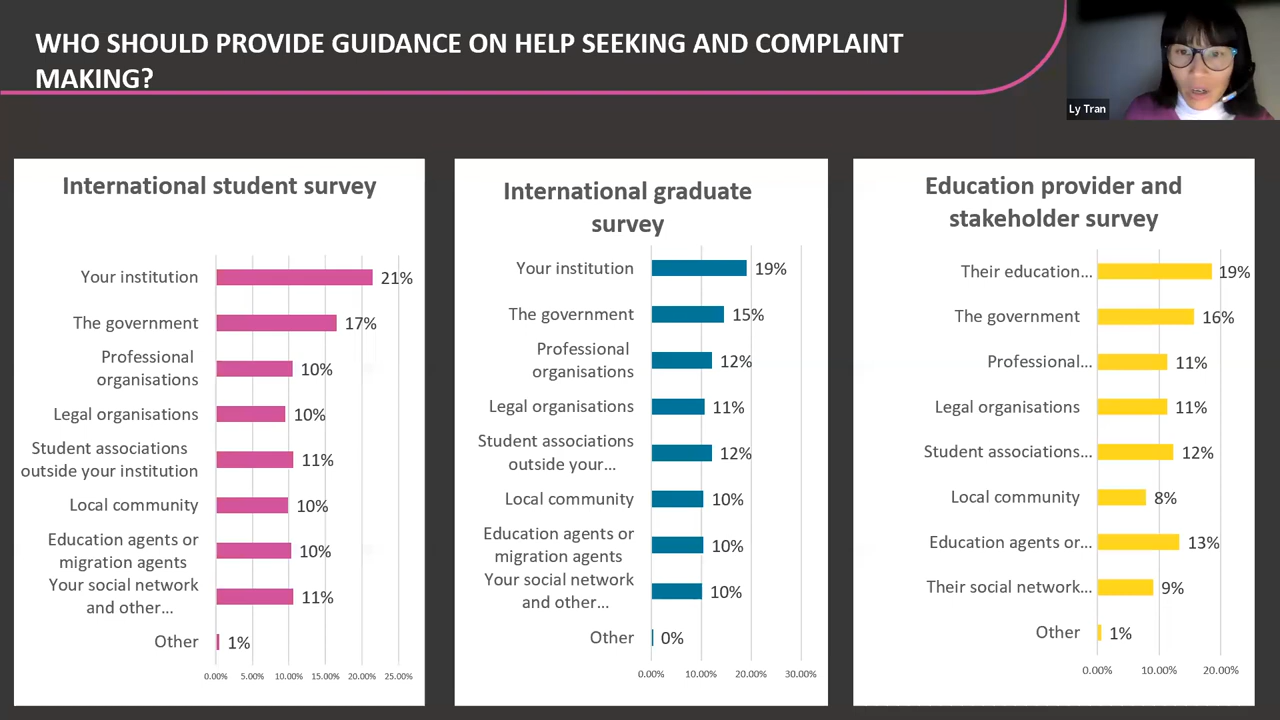 WHO SHOULD PROVIDE GUIDANCE ON HELP SEEKING AND COMPLAINT
MAKING?
Ly Tran
International student survey
Your institution
21%
The government
17%
Professional
organisations
10%
Legal organisations
10%
Student associations
outside your institution
11%
Local community
10%
Education agents or
migration agents
10%
Your social network
and other...
11%
Other
1%
0.00% 5.00% 10.00% 15.00% 20.00% 25.00%
International graduate
survey
Your institution
19%
The government
15%
Professional
organisations
12%
Legal organisations
11%
Student associations
outside your...
12%
Local community
10%
Education agents or
migration agents
10%
Your social network
and other...
10%
Other
0%
0.00% 10.00% 20.00% 30.00%
Education provider and
stakeholder survey
Their education...
19%
The government
16%
Professional...
11%
Legal organisations
11%
Student associations...
12%
Local community
8%
Education agents or...
13%
Their social network...
9%
Other
1%
0.00% 10.00% 20.00%